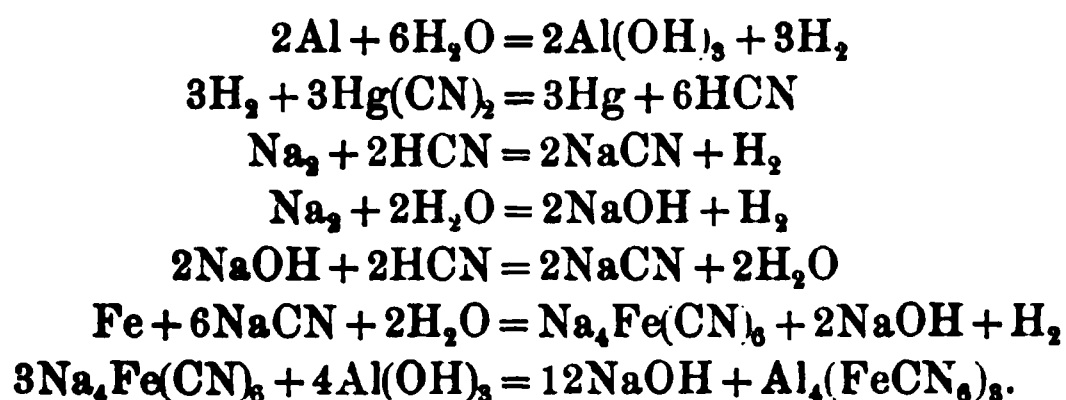 2Al + 6H₂O = 2Al(OH)₃ + 3H₂
3H₂ + 3Hg(CN)₂ = 3Hg + 6HCN
Na₂ + 2HCN = 2NaCN + H₂
Na₂ + 2H₂O = 2NaOH + H₂
2NaOH + 2HCN = 2NaCN + 2H₂O
Fe + 6NaCN + 2H₂O = Na₄Fe(CN)₆ + 2NaOH + H₂
3Na₄Fe(CN)₆ + 4Al(OH)₃ = 12NaOH + Al₄(FeCN₆)₃.